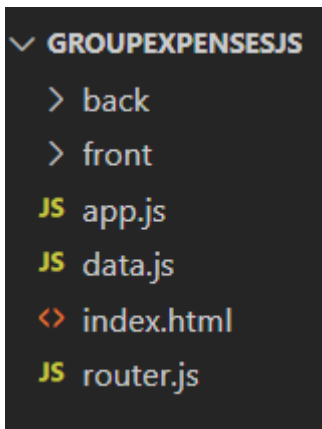 GROUPEXPENSESJS
back
front
JS app.js
JS data.js
<> index.html
JS router.js